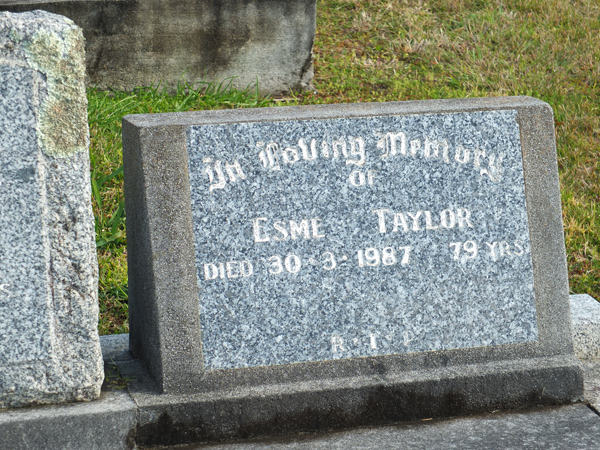 In Loving Memory
OF
ESME TAYLOR
DIED 30-3-1987 79 YRS.
R.I.P